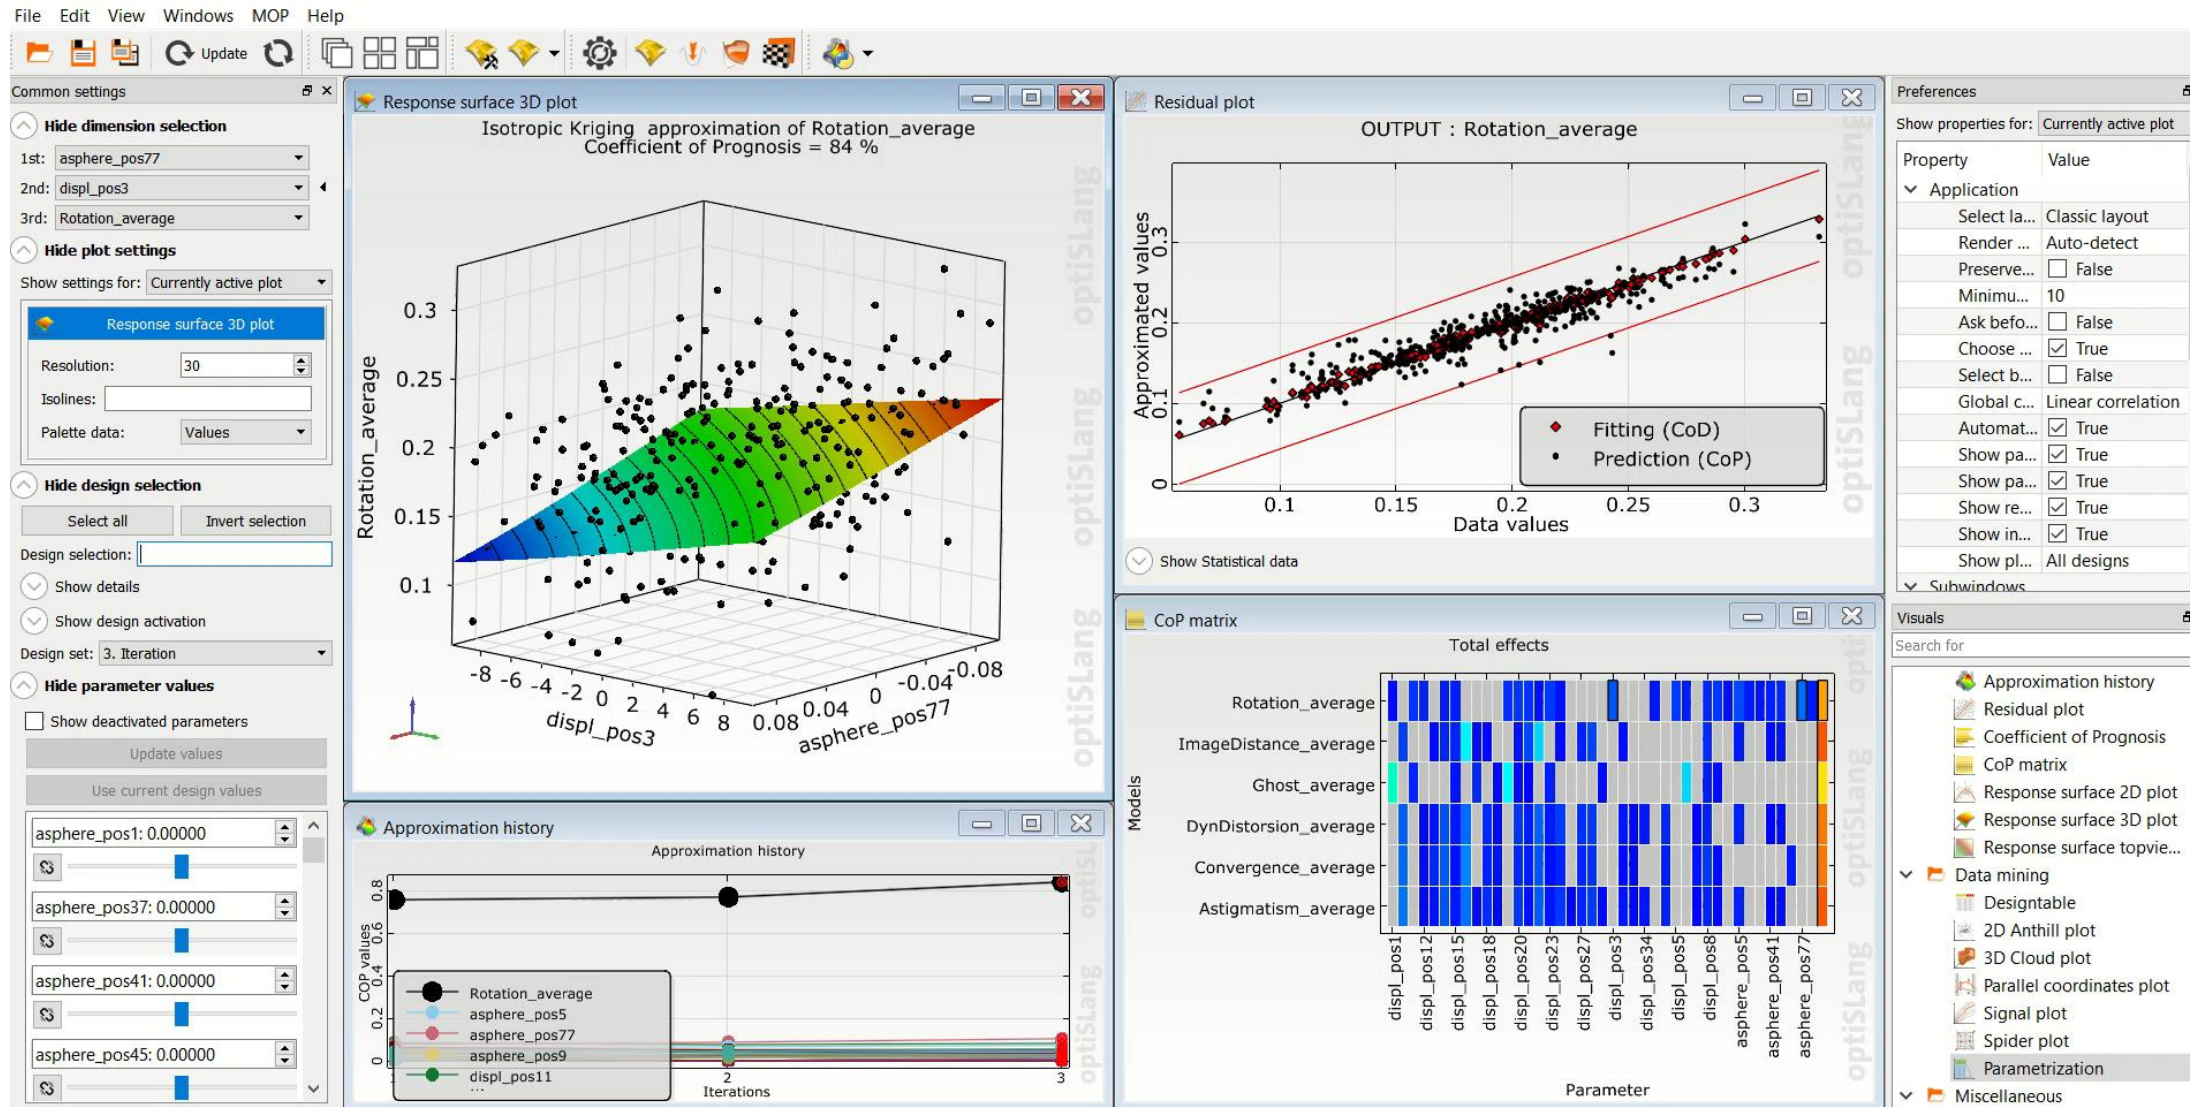 File Edit View Windows MOP Help
Update
Common settings
Hide dimension selection
1st: asphere_pos77
2nd: displ_pos3
3rd: Rotation_average
Hide plot settings
Show settings for: Currently active plot
Response surface 3D plot
Resolution: 30
Isolines:
Palette data: Values
Hide design selection
Select all Invert selection
Design selection:
Show details
Show design activation
Design set: 3. Iteration
Hide parameter values
Show deactivated parameters
Update values
Use current design values
asphere_pos1: 0.00000
asphere_pos37: 0.00000
asphere_pos41: 0.00000
asphere_pos45: 0.00000
Response surface 3D plot
Isotropic Kriging approximation of Rotation_average
Coefficient of Prognosis = 84 %
Rotation_average
0.3
0.25
0.2
0.15
0.1
-8 -6 -4 -2 0 2 4 6 8
displ_pos3
0.08 0.04 0 -0.04 -0.08
asphere_pos77
optiSLang optiSLang optiSLang
Approximation history
Approximation history
COP values
0.8
0.6
0.4
0.2
0
Rotation_average
asphere_pos5
asphere_pos77
asphere_pos9
displ_pos11
...
2 3
Iterations
optiSLang
Residual plot
OUTPUT : Rotation_average
Approximated values
0.3
0.2
0.1
0
Fitting (CoD)
Prediction (CoP)
0.1 0.15 0.2 0.25 0.3
Data values
optiSLang optiSLang
Show Statistical data
CoP matrix
Total effects
Models
Rotation_average
ImageDistance_average
Ghost_average
DynDistorsion_average
Convergence_average
Astigmatism_average
displ_pos1
displ_pos12
displ_pos15
displ_pos18
displ_pos20
displ_pos23
displ_pos27
displ_pos3
displ_pos34
displ_pos5
displ_pos8
asphere_pos5
asphere_pos41
asphere_pos77
Parameter
opti
optiSLang
optiSLang
Preferences
Show properties for: Currently active plot
Property Value
Application
Select la... Classic layout
Render ... Auto-detect
Preserve... False
Minimu... 10
Ask befo... False
Choose ... True
Select b... False
Global c... Linear correlation
Automat... True
Show pa... True
Show pa... True
Show re... True
Show in... True
Show pl... All designs
Subwindows
Visuals
Search for
Approximation history
Residual plot
Coefficient of Prognosis
CoP matrix
Response surface 2D plot
Response surface 3D plot
Response surface topvie...
Data mining
Designtable
2D Anthill plot
3D Cloud plot
Parallel coordinates plot
Signal plot
Spider plot
Parametrization
Miscellaneous